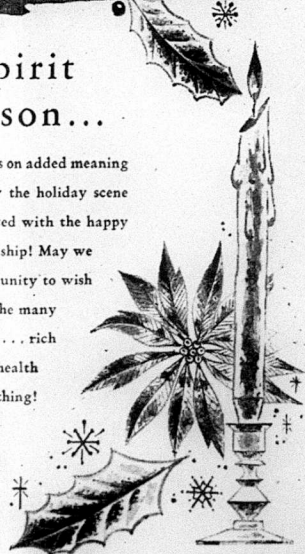 pirit
son...
s on added meaning
the holiday scene
ed with the happy
ship! May we
unity to wish
he many
... rich
health
thing!